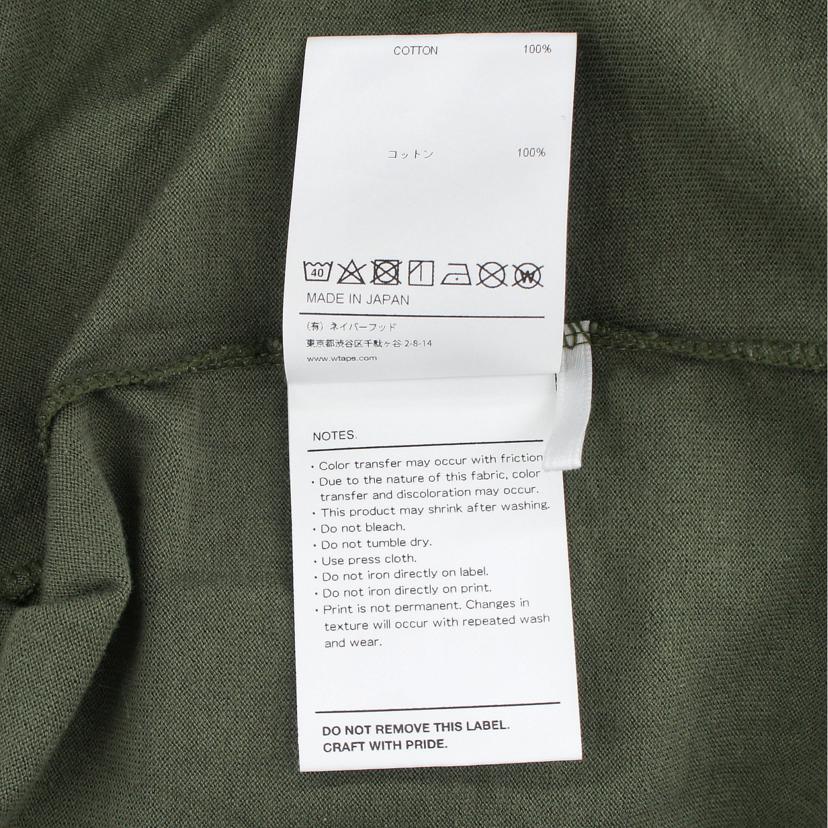 COTTON 100%
コットン 100%
40
W
MADE IN JAPAN
(有) ネイバーフッド
東京都渋谷区千駄ヶ谷2-8-14
www.wtaps.com
NOTES.
・Color transfer may occur with friction
・Due to the nature of this fabric, color
transfer and discoloration may occur.
・This product may shrink after washing.
・Do not bleach.
・Do not tumble dry.
・Use press cloth.
・Do not iron directly on label.
・Do not iron directly on print.
・Print is not permanent. Changes in
texture will occur with repeated wash
and wear.
DO NOT REMOVE THIS LABEL.
CRAFT WITH PRIDE.